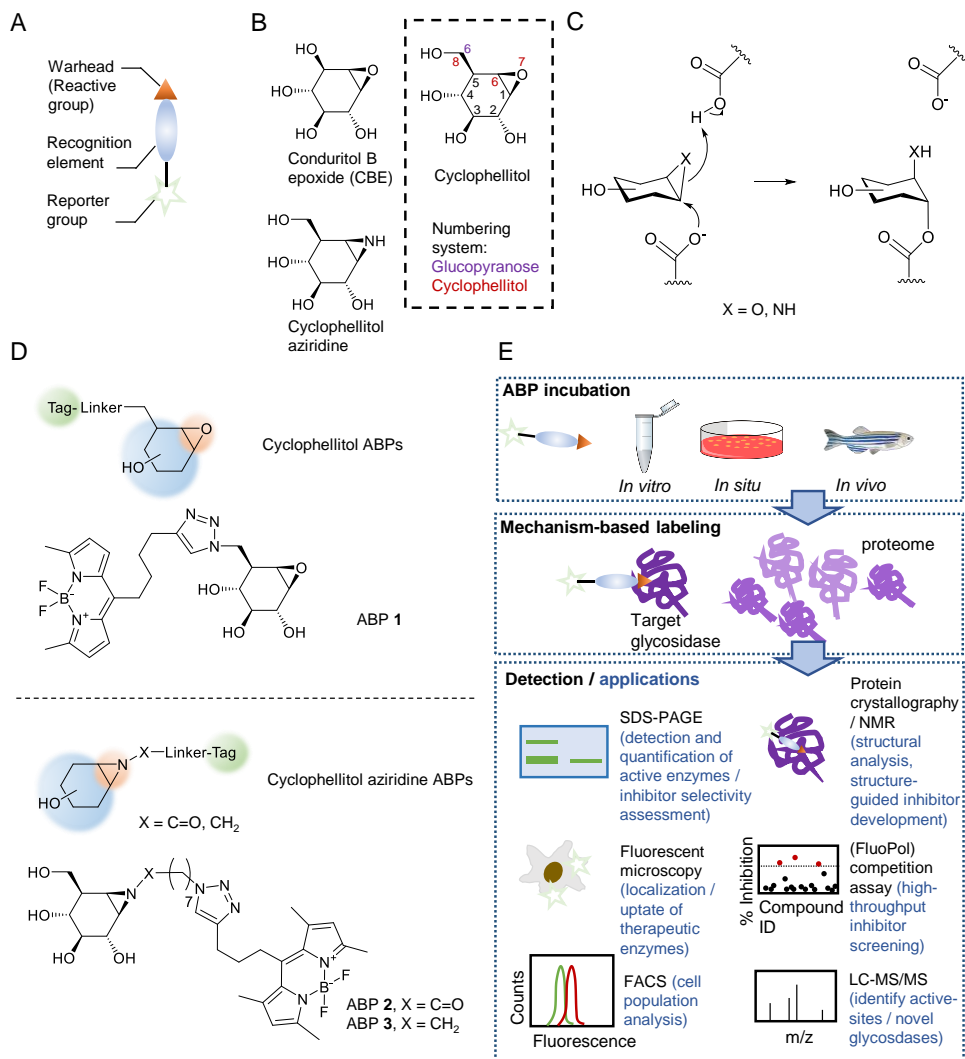 A
Warhead
(Reactive
group)
Recognition
element
Reporter
group
B
HO
HO
HO
OH
O
Conduritol B
epoxide (CBE)
HO
HO
HO
OH
NH
Cyclophellitol
aziridine
HO
6
8
7
O
6
5
4
1
3
2
HO
HO
OH
Cyclophellitol
Numbering
system:
Glucopyranose
Cyclophellitol
C
O
O
H
HO
X
O
O-
O
O-
XH
HO
O
O
X = O, NH
D
Tag- Linker
O
HO
Cyclophellitol ABPs
N
N
N
F
F
B-
N
N+
O
HO
HO
OH
ABP 1
X—Linker-Tag
N
HO
Cyclophellitol aziridine ABPs
X = C=O, CH2
HO
X
N
7
N
N
N
HO
HO
OH
N+
B-
N
F
F
ABP 2, X = C=O
ABP 3, X = CH2
E
ABP incubation
In vitro
In situ
In vivo
Mechanism-based labeling
proteome
Target
glycosidase
Detection / applications
SDS-PAGE
(detection and
quantification of
active enzymes /
inhibitor selectivity
assessment)
Protein
crystallography
/ NMR
(structural
analysis,
structure-
guided inhibitor
development)
Fluorescent
microscopy
(localization /
uptate of
therapeutic
enzymes)
% Inhibition
Compound
ID
(FluoPol)
competition
assay (high-
throughput
inhibitor
screening)
Counts
Fluorescence
FACS (cell
population
analysis)
m/z
LC-MS/MS
(identify active-
sites / novel
glycosdases)